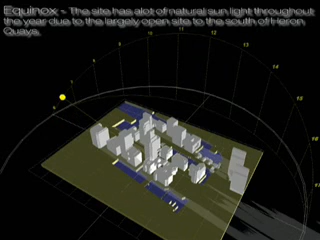 Equinox - The site has alot of natural sun light throughout
the year due to the largely open site to the south of Heron
Quays.